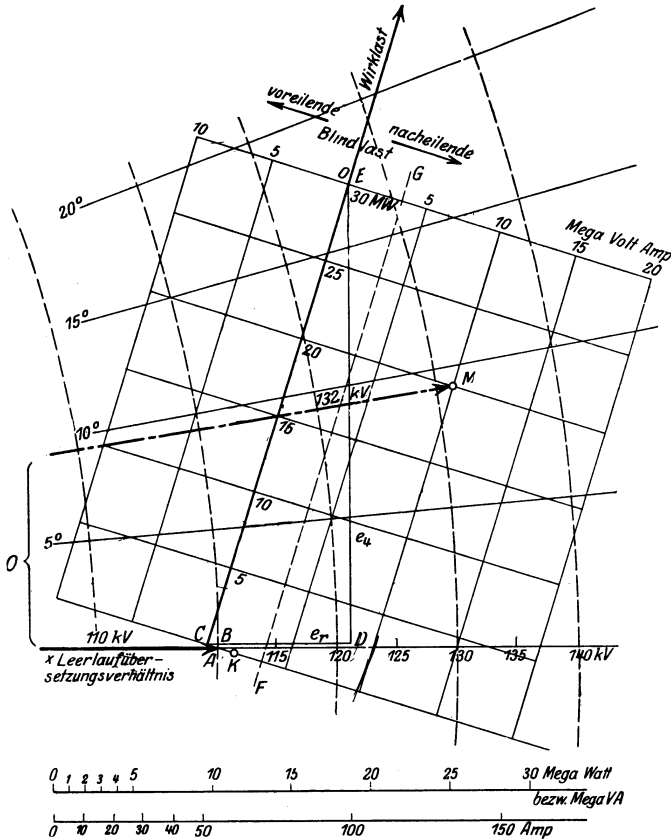 Wirklast
voreilende
Blindlast
nacheilende
10
5
0 E
G
30 MW
5
10
15
20
Mega Volt Amp
20°
25
15°
20
132 kV
M
10°
15
5°
10
e4
0
5
110 kV
C B
er
D
A K
115
120
125
130
135
140 kV
x Leerlaufüber-
setzungsverhältnis
F
0 1 2 3 4 5 10 15 20 25 30 Mega Watt
bezw. Mega VA
0 10 20 30 40 50 100 150 Amp